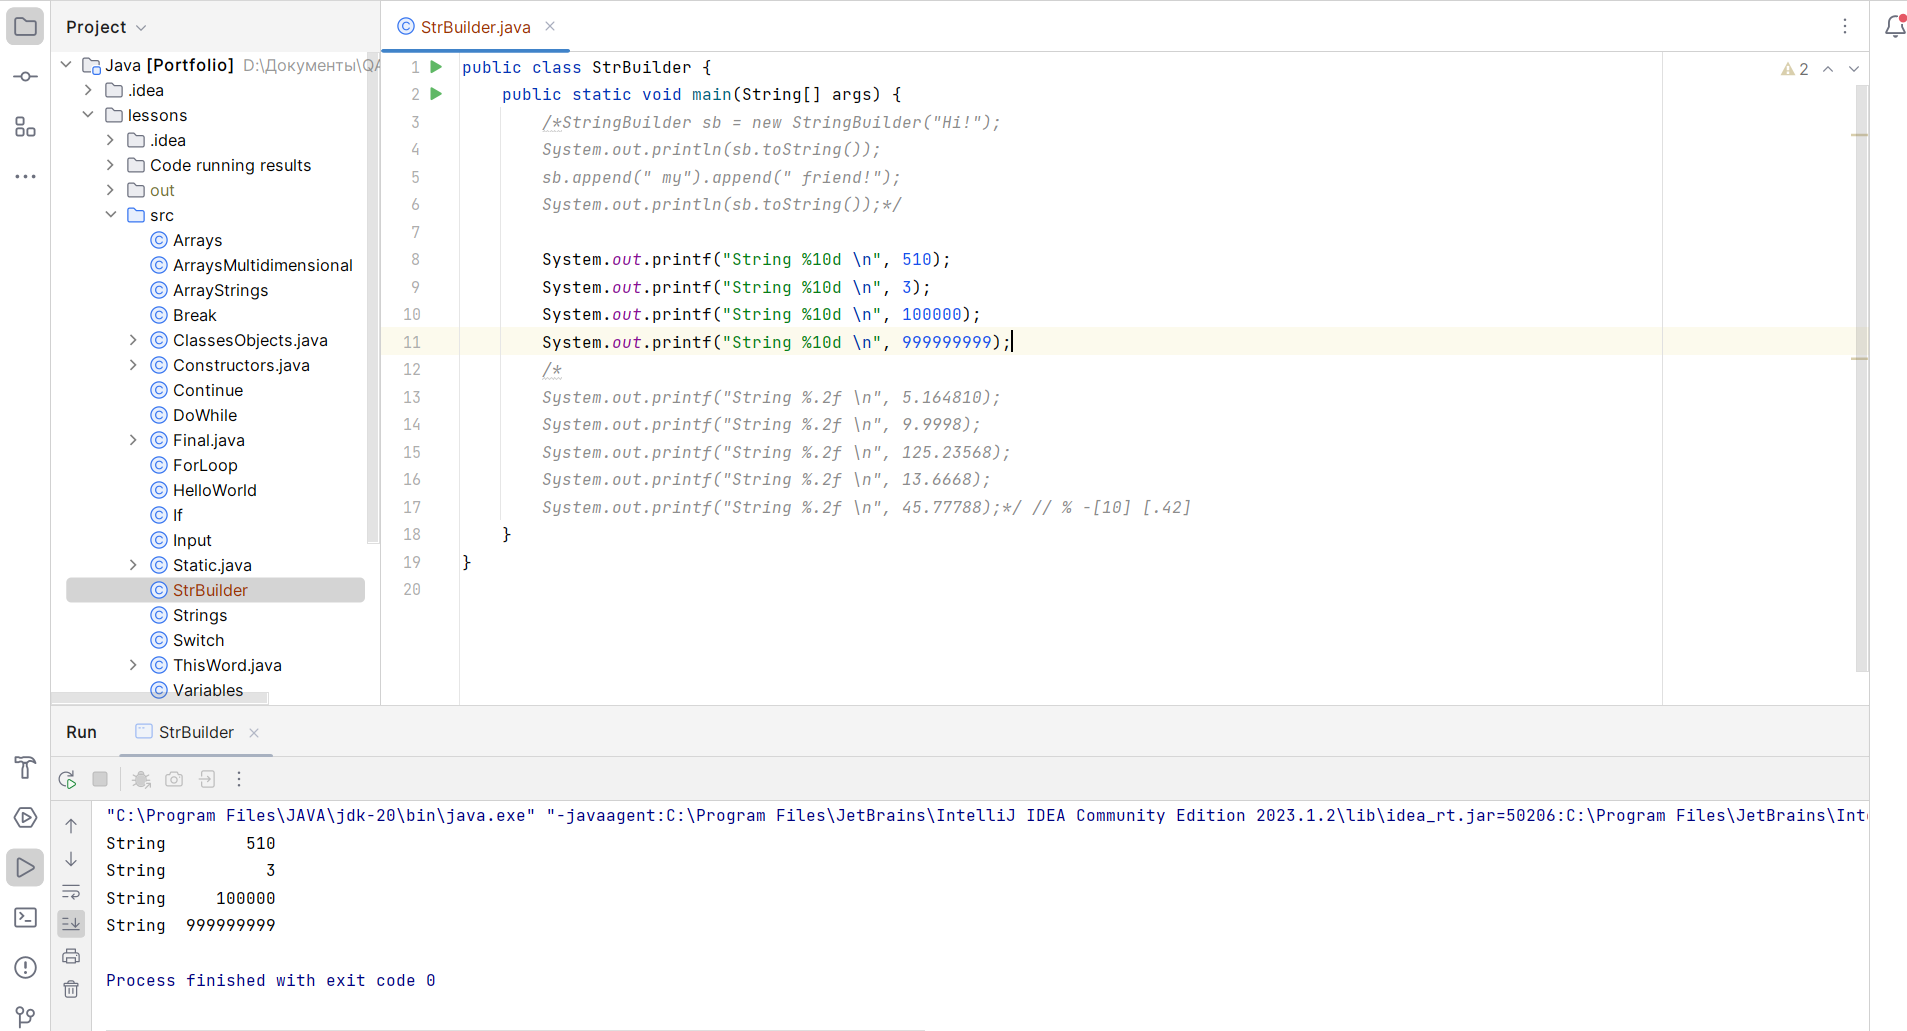 Project
StrBuilder.java
Java [Portfolio] D:\Документы\QA
.idea
lessons
.idea
Code running results
out
src
Arrays
ArraysMultidimensional
ArrayStrings
Break
ClassesObjects.java
Constructors.java
Continue
DoWhile
Final.java
ForLoop
HelloWorld
If
Input
Static.java
StrBuilder
Strings
Switch
ThisWord.java
Variables
2
1 public class StrBuilder {
2 public static void main(String[] args) {
3 /*StringBuilder sb = new StringBuilder("Hi!");
4 System.out.println(sb.toString());
5 sb.append(" my").append(" friend!");
6 System.out.println(sb.toString());*/
7
8 System.out.printf("String %10d \n", 510);
9 System.out.printf("String %10d \n", 3);
10 System.out.printf("String %10d \n", 100000);
11 System.out.printf("String %10d \n", 999999999);
12 /*
13 System.out.printf("String %.2f \n", 5.164810);
14 System.out.printf("String %.2f \n", 9.9998);
15 System.out.printf("String %.2f \n", 125.23568);
16 System.out.printf("String %.2f \n", 13.6668);
17 System.out.printf("String %.2f \n", 45.77788);*/ // % -[10] [.42]
18 }
19 }
20
Run
StrBuilder
"C:\Program Files\JAVA\jdk-20\bin\java.exe" "-javaagent:C:\Program Files\JetBrains\IntelliJ IDEA Community Edition 2023.1.2\lib\idea_rt.jar=50206:C:\Program Files\JetBrains\Inte
String        510
String          3
String     100000
String  999999999
Process finished with exit code 0